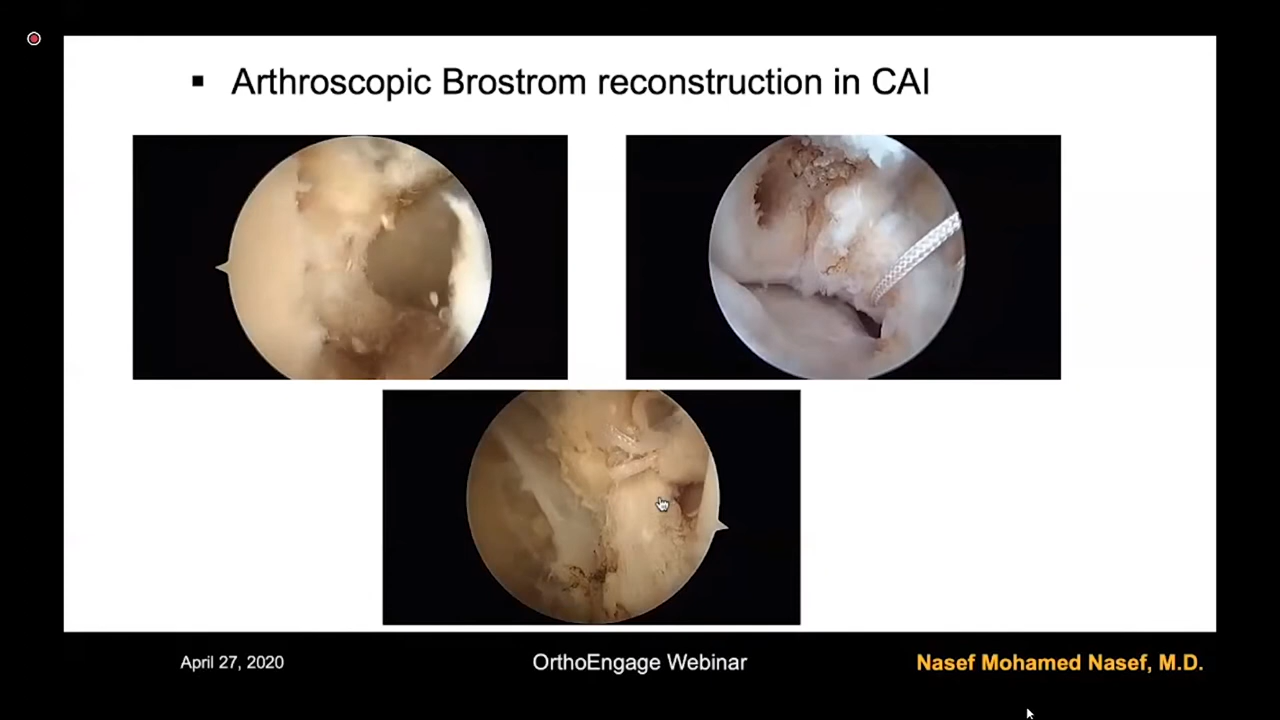 ▪ Arthroscopic Brostrom reconstruction in CAI
April 27, 2020
OrthoEngage Webinar
Nasef Mohamed Nasef, M.D.